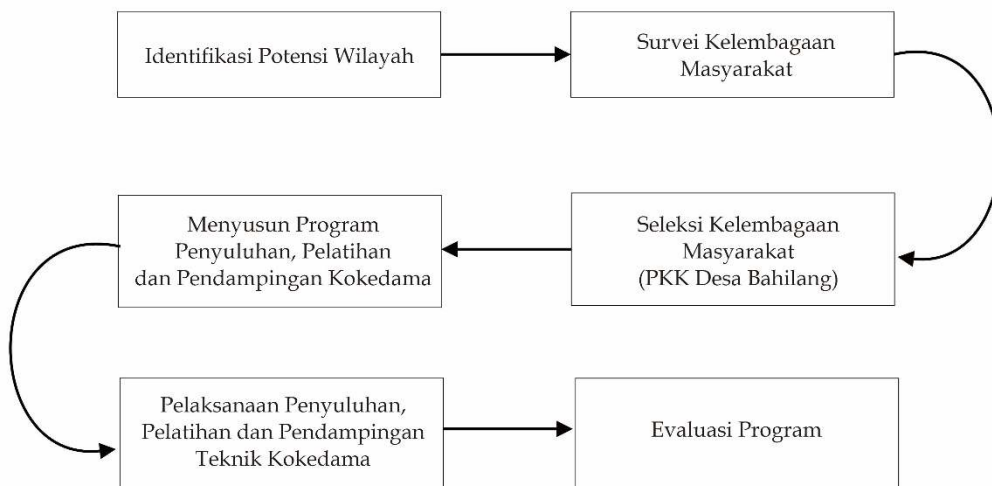 Identifikasi Potensi Wilayah
Survei Kelembagaan
Masyarakat
Seleksi Kelembagaan
Masyarakat
(PKK Desa Bahilang)
Menyusun Program
Penyuluhan, Pelatihan
dan Pendampingan Kokedama
Pelaksanaan Penyuluhan,
Pelatihan dan Pendampingan
Teknik Kokedama
Evaluasi Program